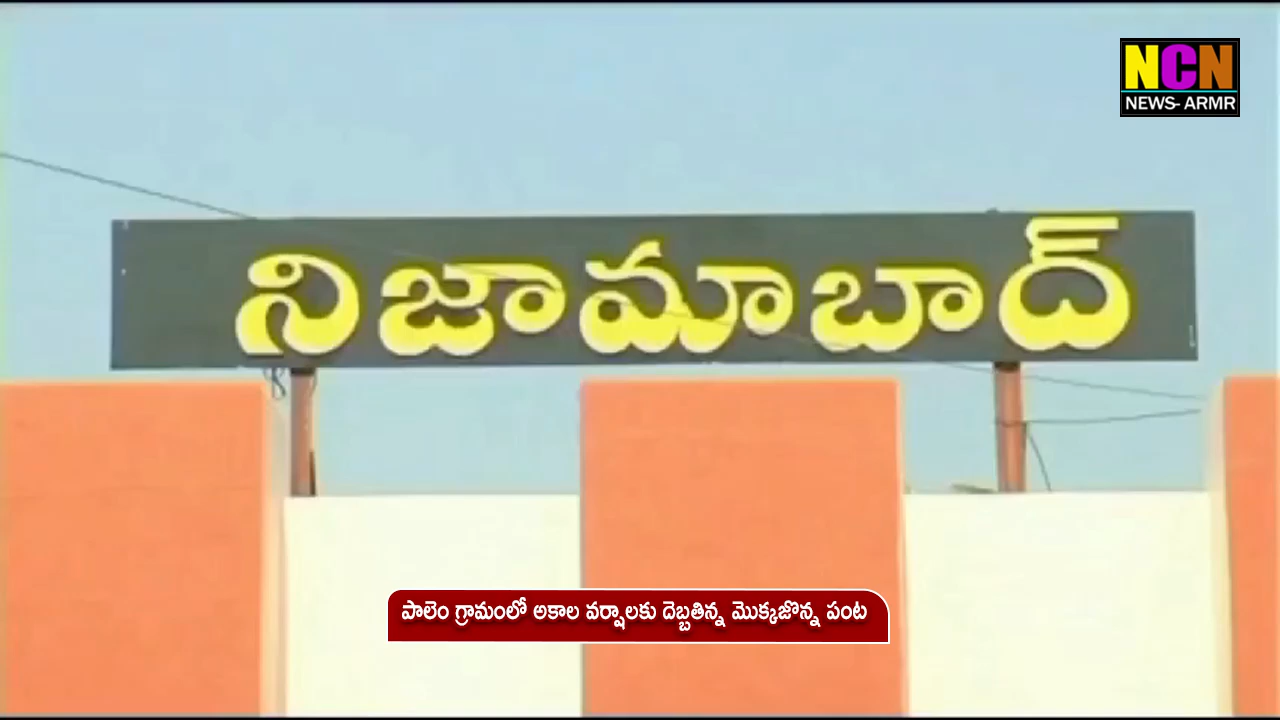 NCN
NEWS- ARMR
నిజామాబాద్
పాలెం గ్రామంలో అకాల వర్షాలకు దెబ్బతిన్న మొక్కజొన్న పంట